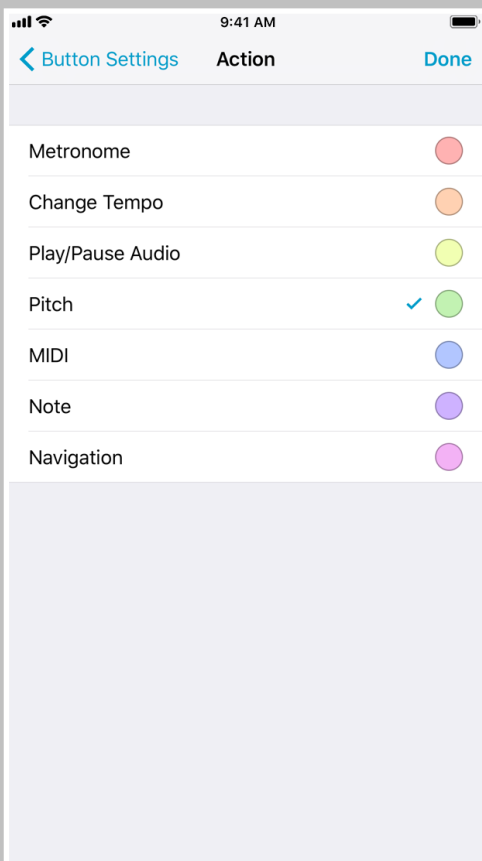 9:41 AM
Button Settings Action Done
Metronome
Change Tempo
Play/Pause Audio
Pitch
MIDI
Note
Navigation